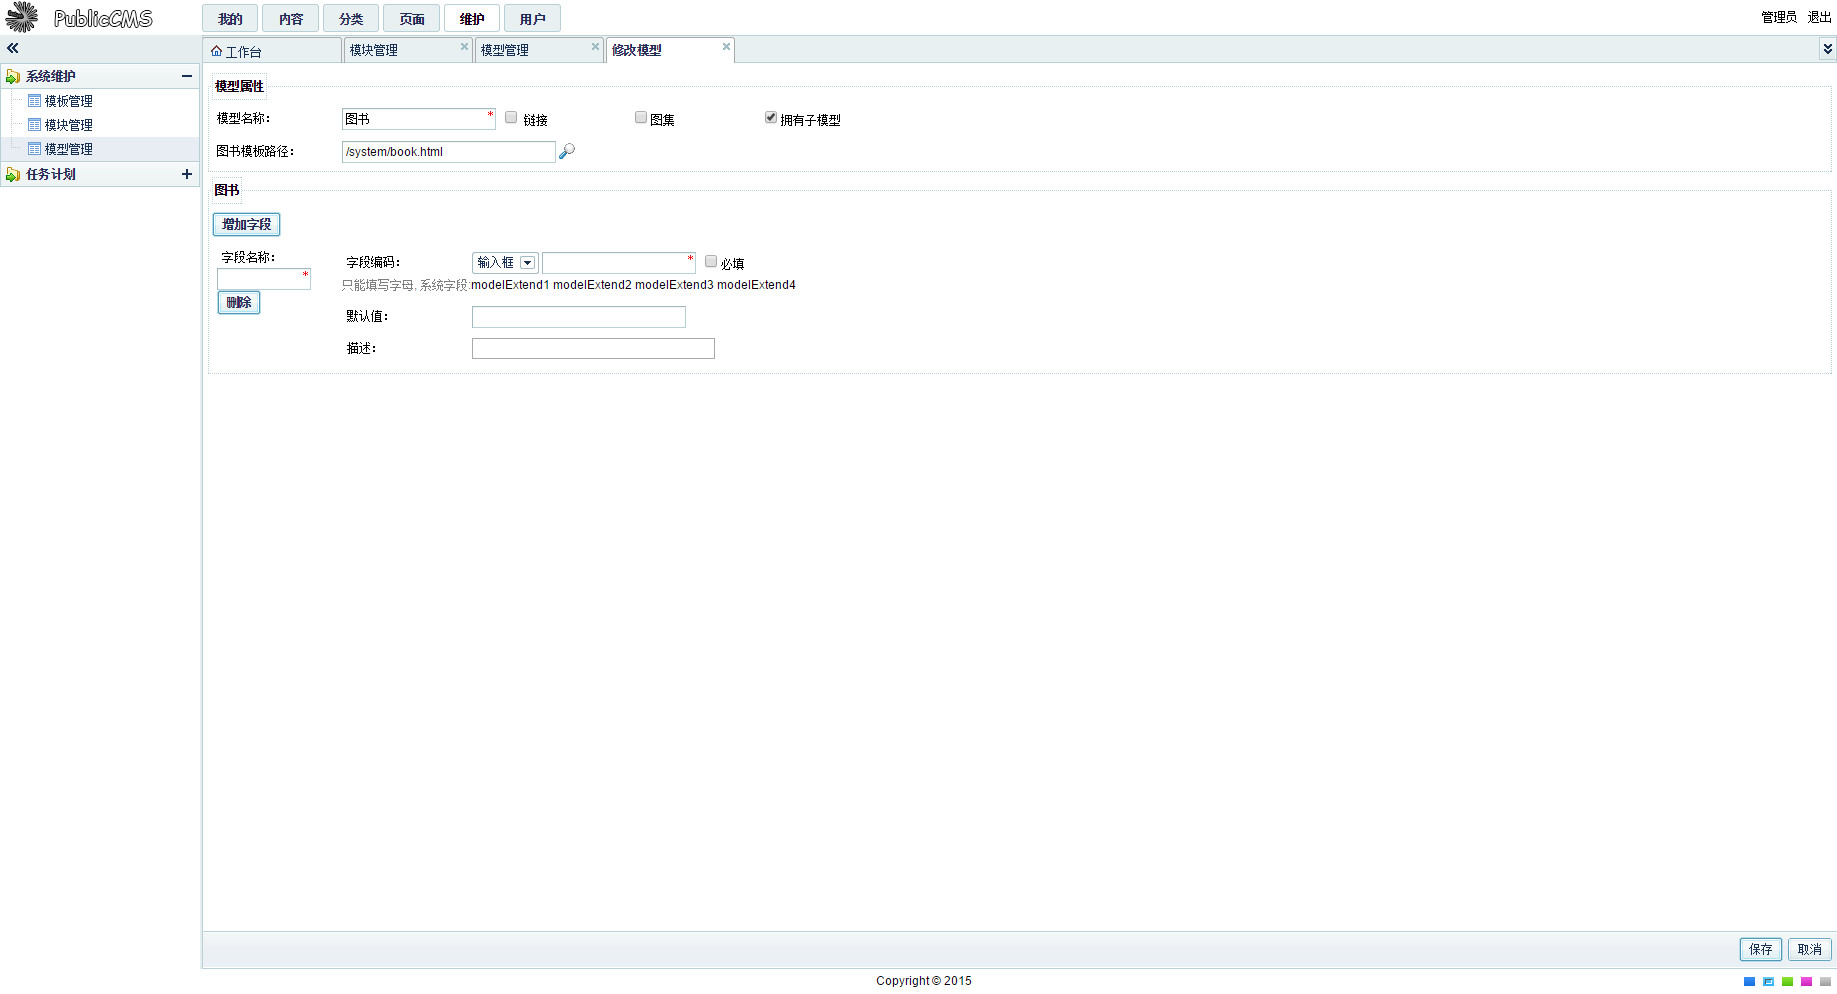 PublicCMS 我的 内容 分类 页面 维护 用户 管理员 退出
工作台 模块管理 模型管理 修改模型
系统维护
模板管理
模块管理
模型管理
任务计划
模型属性
模型名称： 图书 * 链接 图集 拥有子模型
图书模板路径： /system/book.html
图书
增加字段
字段名称： 字段编码： 输入框 * 必填
*
只能填写字母, 系统字段:modelExtend1 modelExtend2 modelExtend3 modelExtend4
删除
默认值：
描述：
保存 取消
Copyright © 2015